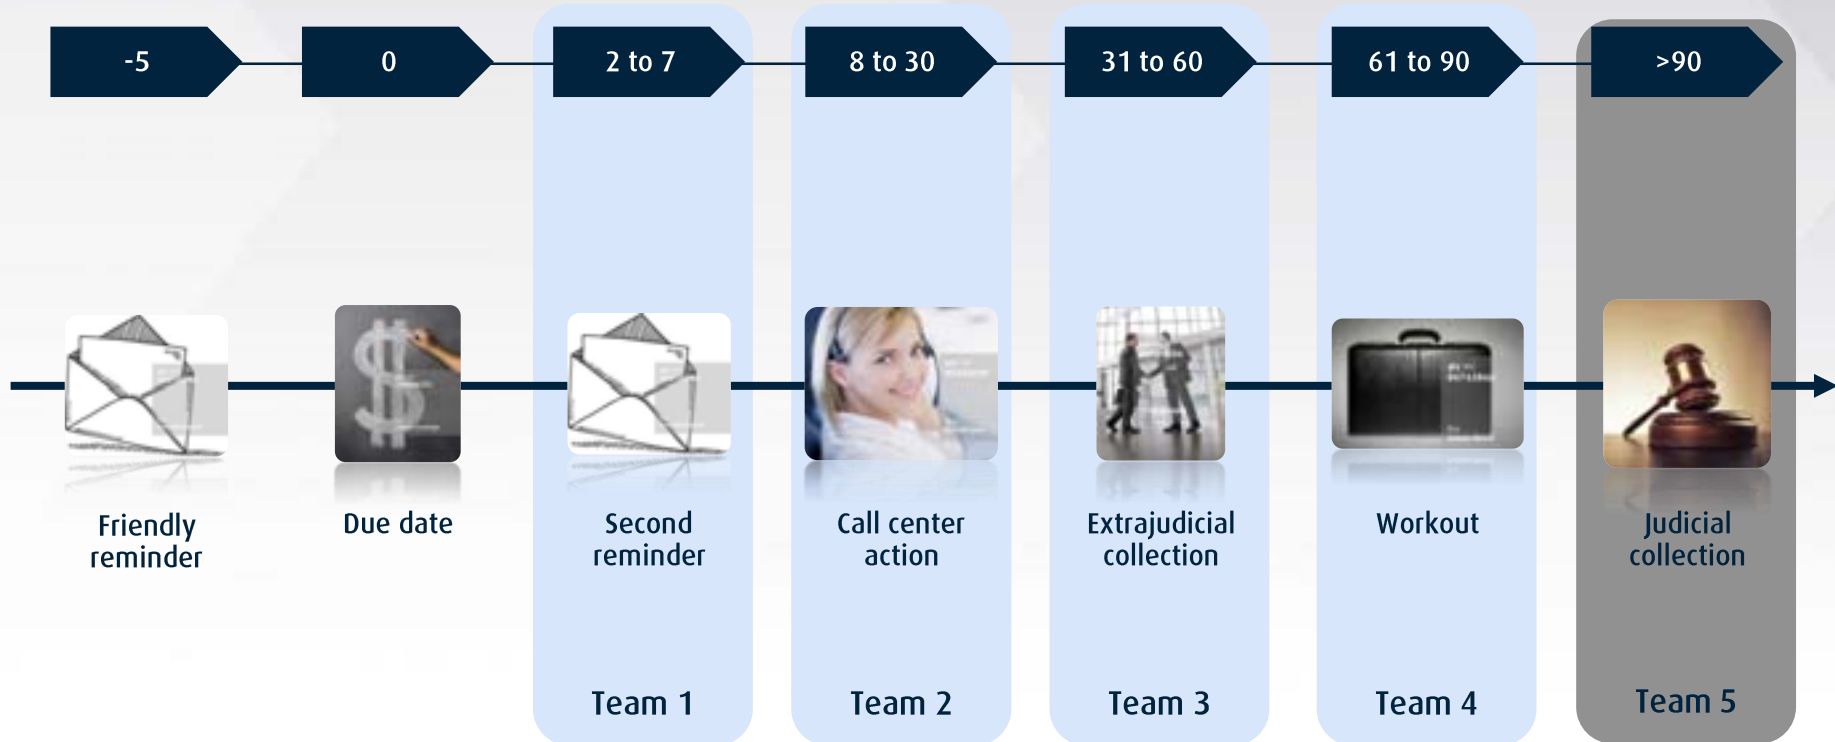 -5
0
2 to 7
8 to 30
31 to 60
61 to 90
>90
Friendly
reminder
Due date
Second
reminder
Call center
action
Extrajudicial
collection
Workout
Judicial
collection
Team 1
Team 2
Team 3
Team 4
Team 5